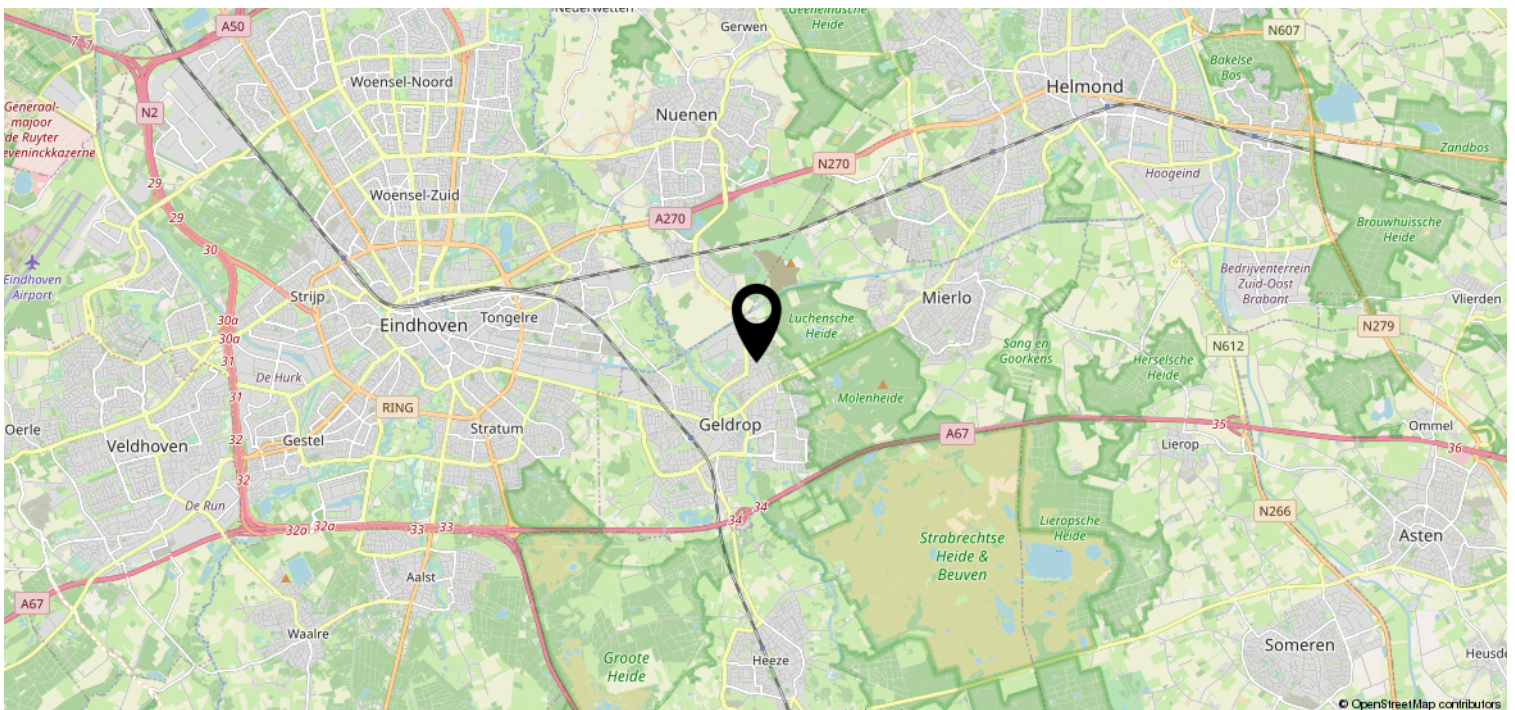 Nederwetten
A50
Gerwen
Geeneindsche
Heide
N607
7
7
Woensel-Noord
Bakelse
Bos
Helmond
Generaal-
majoor
de Ruyter
eveninckkazerne
N2
Nuenen
Zandbos
N270
Hoogeind
29
Woensel-Zuid
29
A270
Brouwhuissche
Heide
30
Eindhoven
Airport
Bedrijventerrein
Zuid-Oost
Brabant
Strijp
Mierlo
Vlierden
30a
Eindhoven
Tongelre
Luchensche
Heide
30a
N279
31
Sang en
Goorkens
N612
Herselsche
Heide
De Hurk
31
Molenheide
RING
Geldrop
Oerle
Veldhoven
32
Gestel
Stratum
A67
35
Ommel
Lierop
36
32
De Run
34
34
N266
32a
32a
33
33
Lieropsche
Heide
Strabrechtse
Heide &
Beuven
Asten
Aalst
A67
Waalre
Groote
Heide
Heeze
Someren
Heusde
© OpenStreetMap contributors